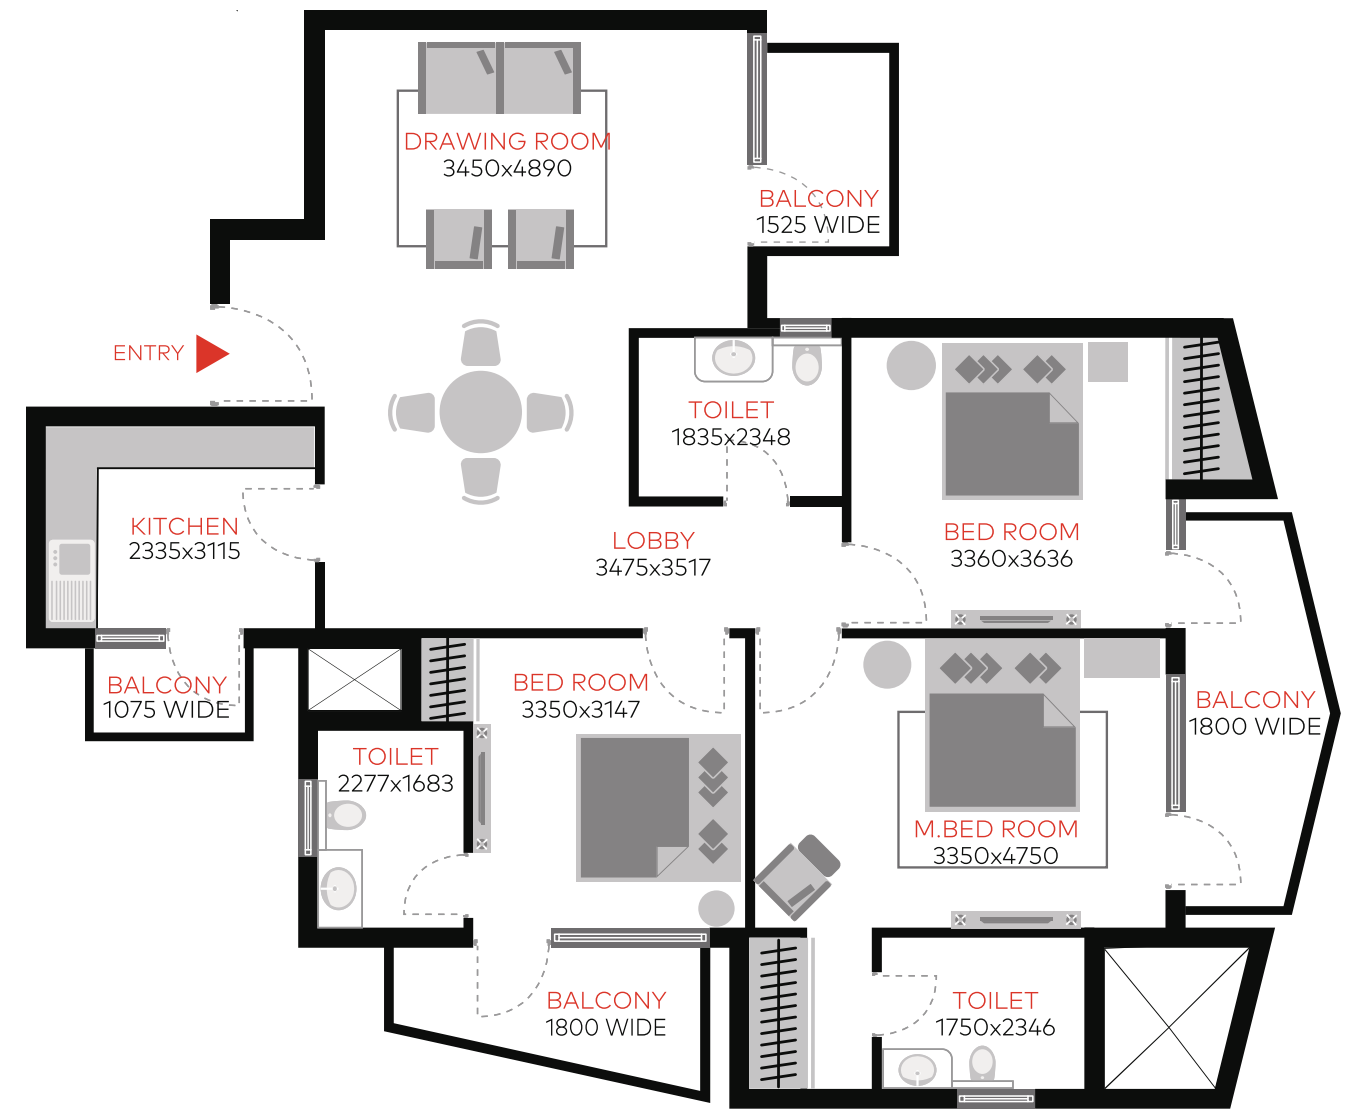 DRAWING ROOM
3450x4890
BALCONY
1525 WIDE
ENTRY
TOILET
1835x2348
KITCHEN
2335x3115
LOBBY
3475x3517
BED ROOM
3360x3636
BALCONY
1075 WIDE
BED ROOM
3350x3147
BALCONY
1800 WIDE
TOILET
2277x1683
M.BED ROOM
3350x4750
BALCONY
1800 WIDE
TOILET
1750x2346